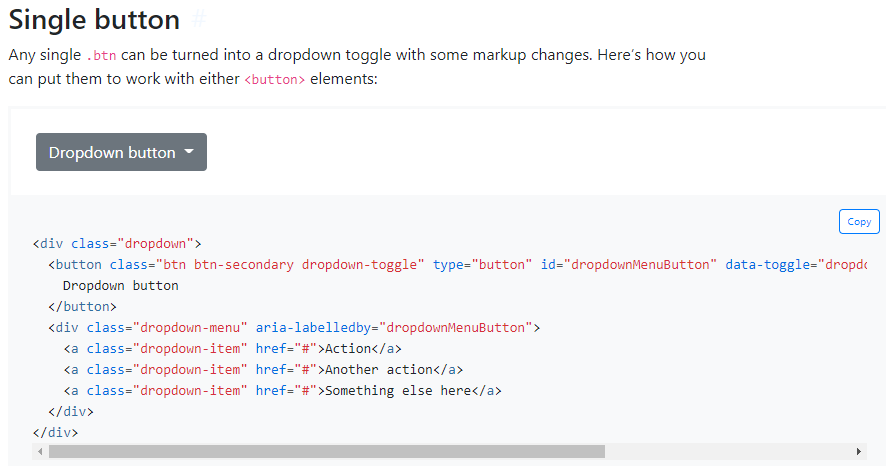 Single button #
Any single .btn can be turned into a dropdown toggle with some markup changes. Here's how you
can put them to work with either <button> elements:
Dropdown button
Copy
<div class="dropdown">
  <button class="btn btn-secondary dropdown-toggle" type="button" id="dropdownMenuButton" data-toggle="dropdo
    Dropdown button
  </button>
  <div class="dropdown-menu" aria-labelledby="dropdownMenuButton">
    <a class="dropdown-item" href="#">Action</a>
    <a class="dropdown-item" href="#">Another action</a>
    <a class="dropdown-item" href="#">Something else here</a>
  </div>
</div>